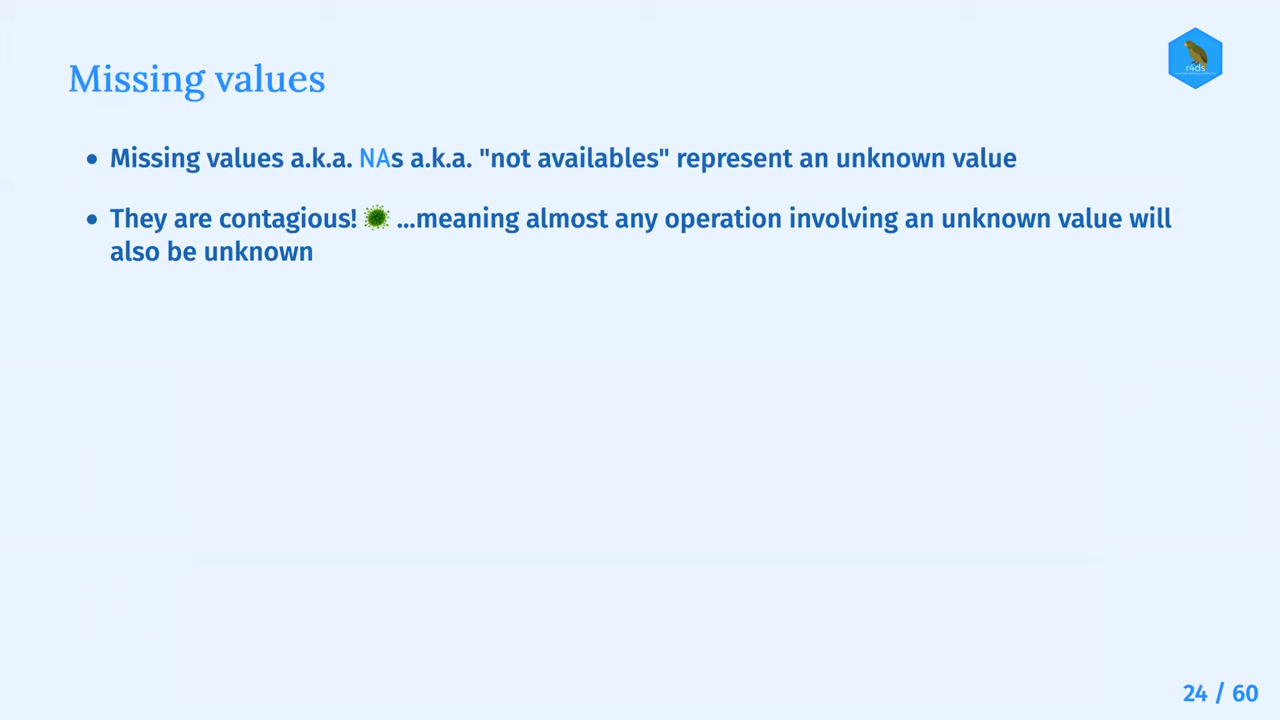 Missing values
r4ds
• Missing values a.k.a. NAs a.k.a. "not availables" represent an unknown value
• They are contagious! 🦠 ...meaning almost any operation involving an unknown value will
also be unknown
24 / 60